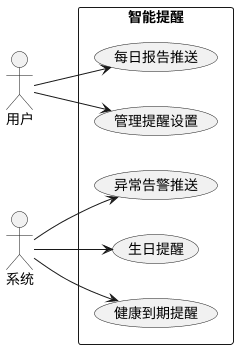 智能提醒
每日报告推送
用户
管理提醒设置
异常告警推送
生日提醒
系统
健康到期提醒